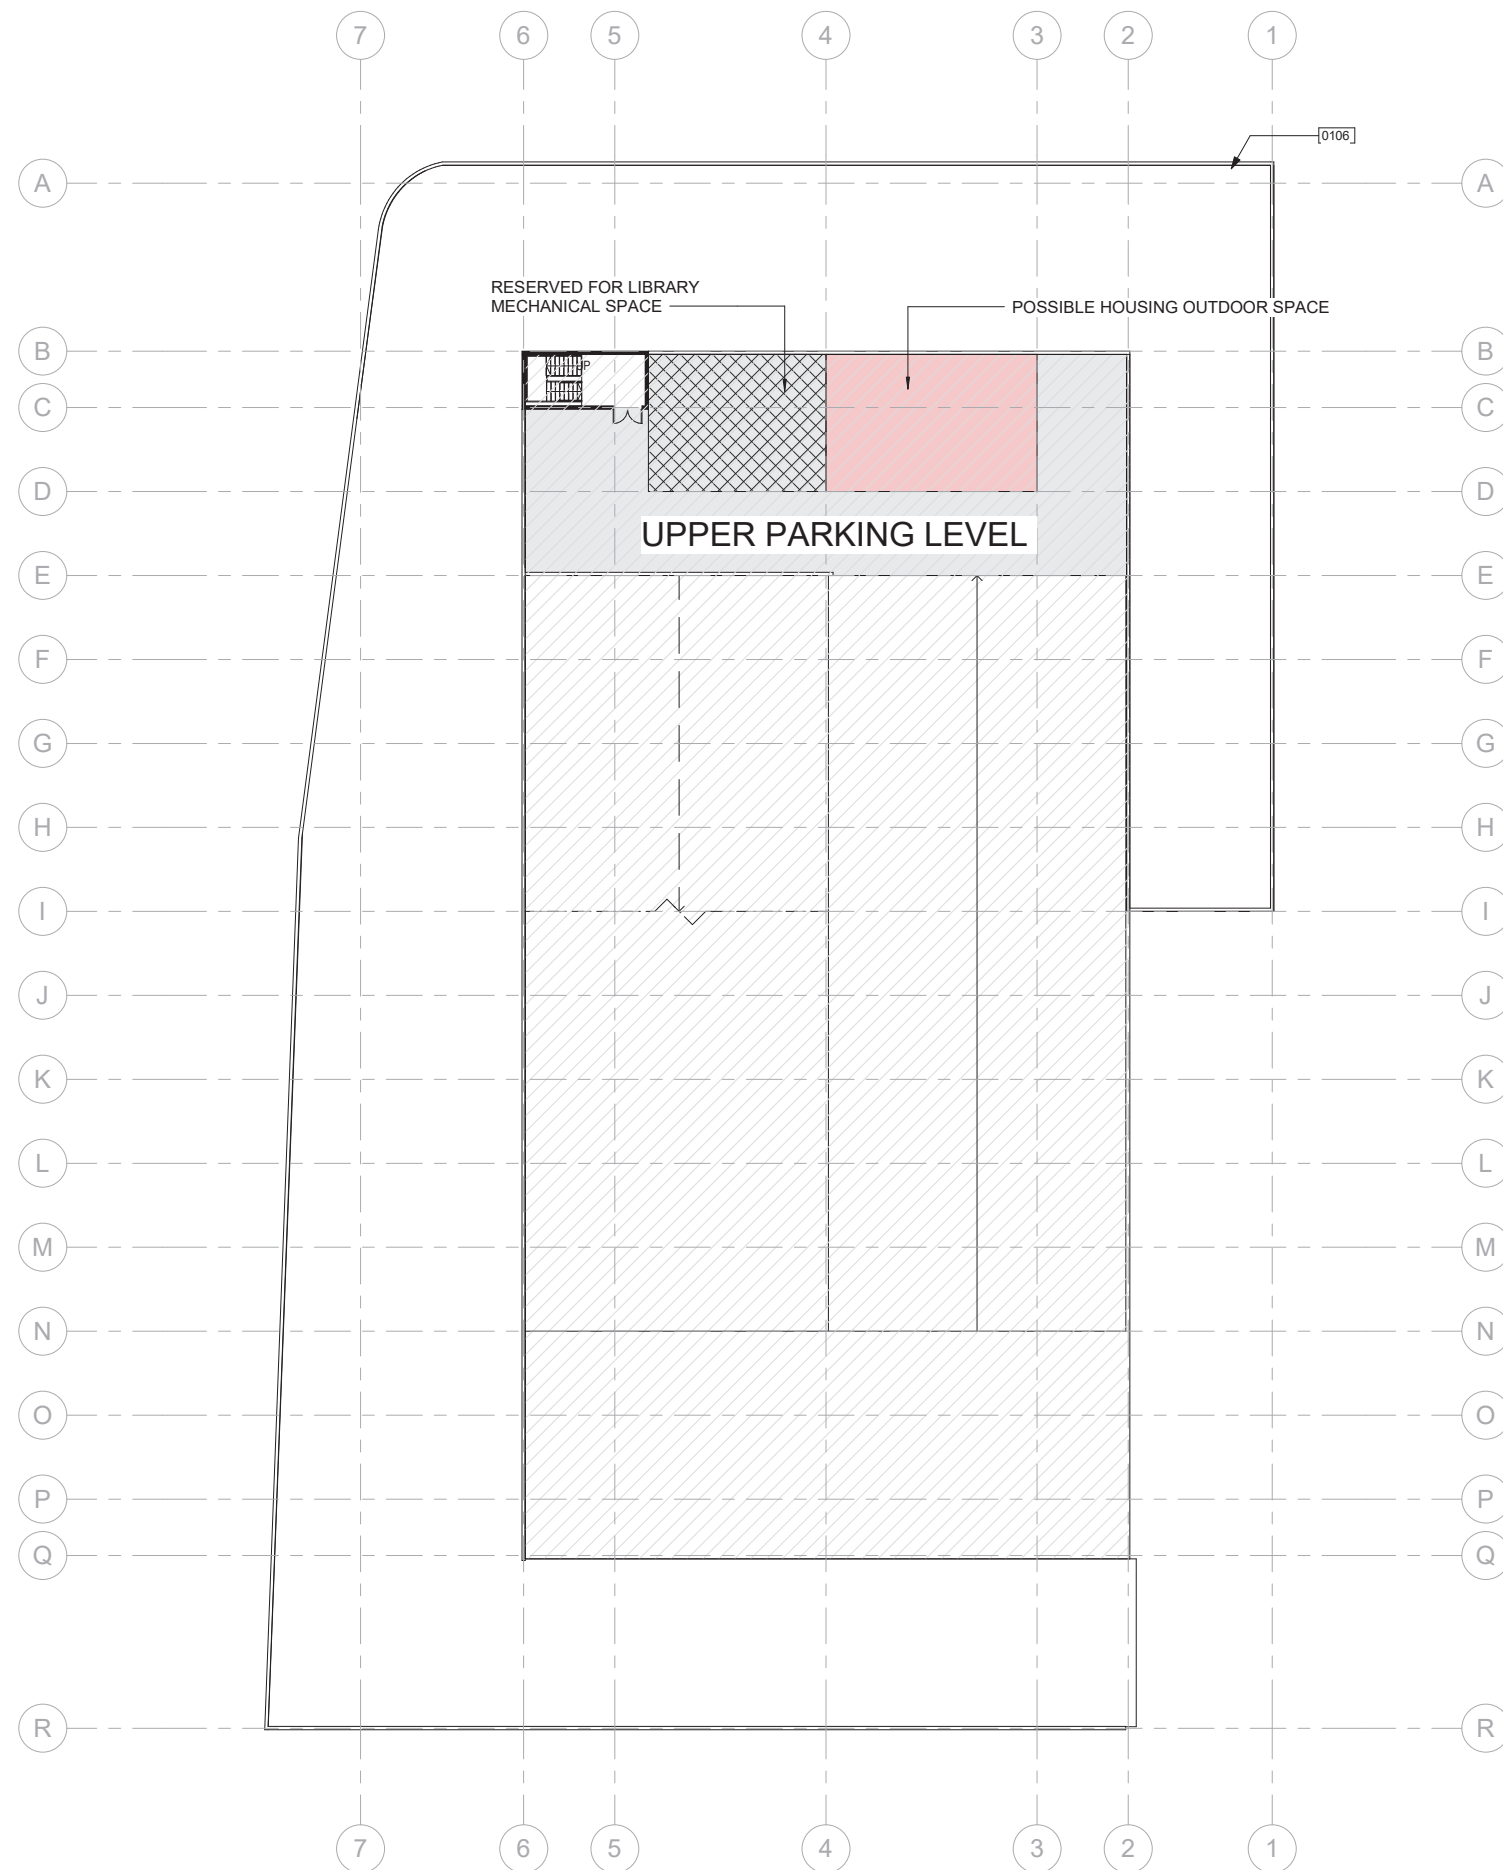 7 6 5 4 3 2 1
[0106]
A A
RESERVED FOR LIBRARY
MECHANICAL SPACE
POSSIBLE HOUSING OUTDOOR SPACE
B B
UP
C C
D D
UPPER PARKING LEVEL
E E
F F
G G
H H
I I
J J
K K
L L
M M
N N
O O
P P
Q Q
R R
7 6 5 4 3 2 1